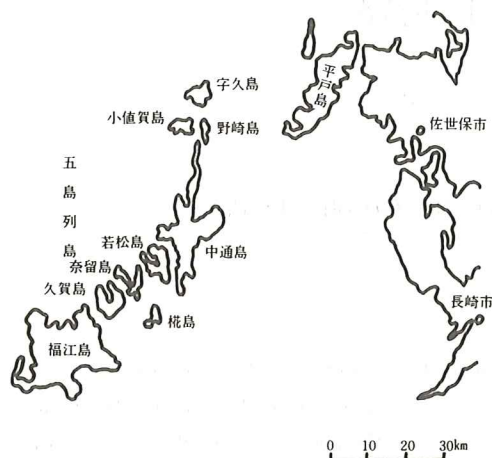 宇久島
小値賀島
野崎島
平戸島
佐世保市
五島列島
若松島
中通島
奈留島
久賀島
椛島
福江島
長崎市
0 10 20 30km